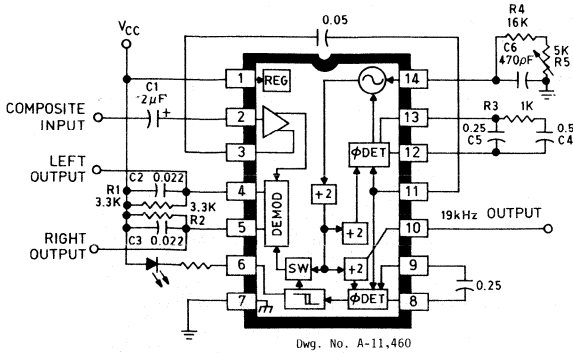 0.05
R4
16K
C6
470pF
5K
R5
VCC
C1
.2μF
+
COMPOSITE
INPUT
LEFT
OUTPUT
C2
0.022
R1
3.3K
3.3K
R2
C3
0.022
RIGHT
OUTPUT
1
REG
2
3
4
5
6
7
DEMOD
SW
÷2
÷2
÷2
φDET
φDET
14
13
12
11
10
9
8
R3
1K
0.25
C5
0.5
C4
19kHz OUTPUT
0.25
Dwg. No. A-11,460